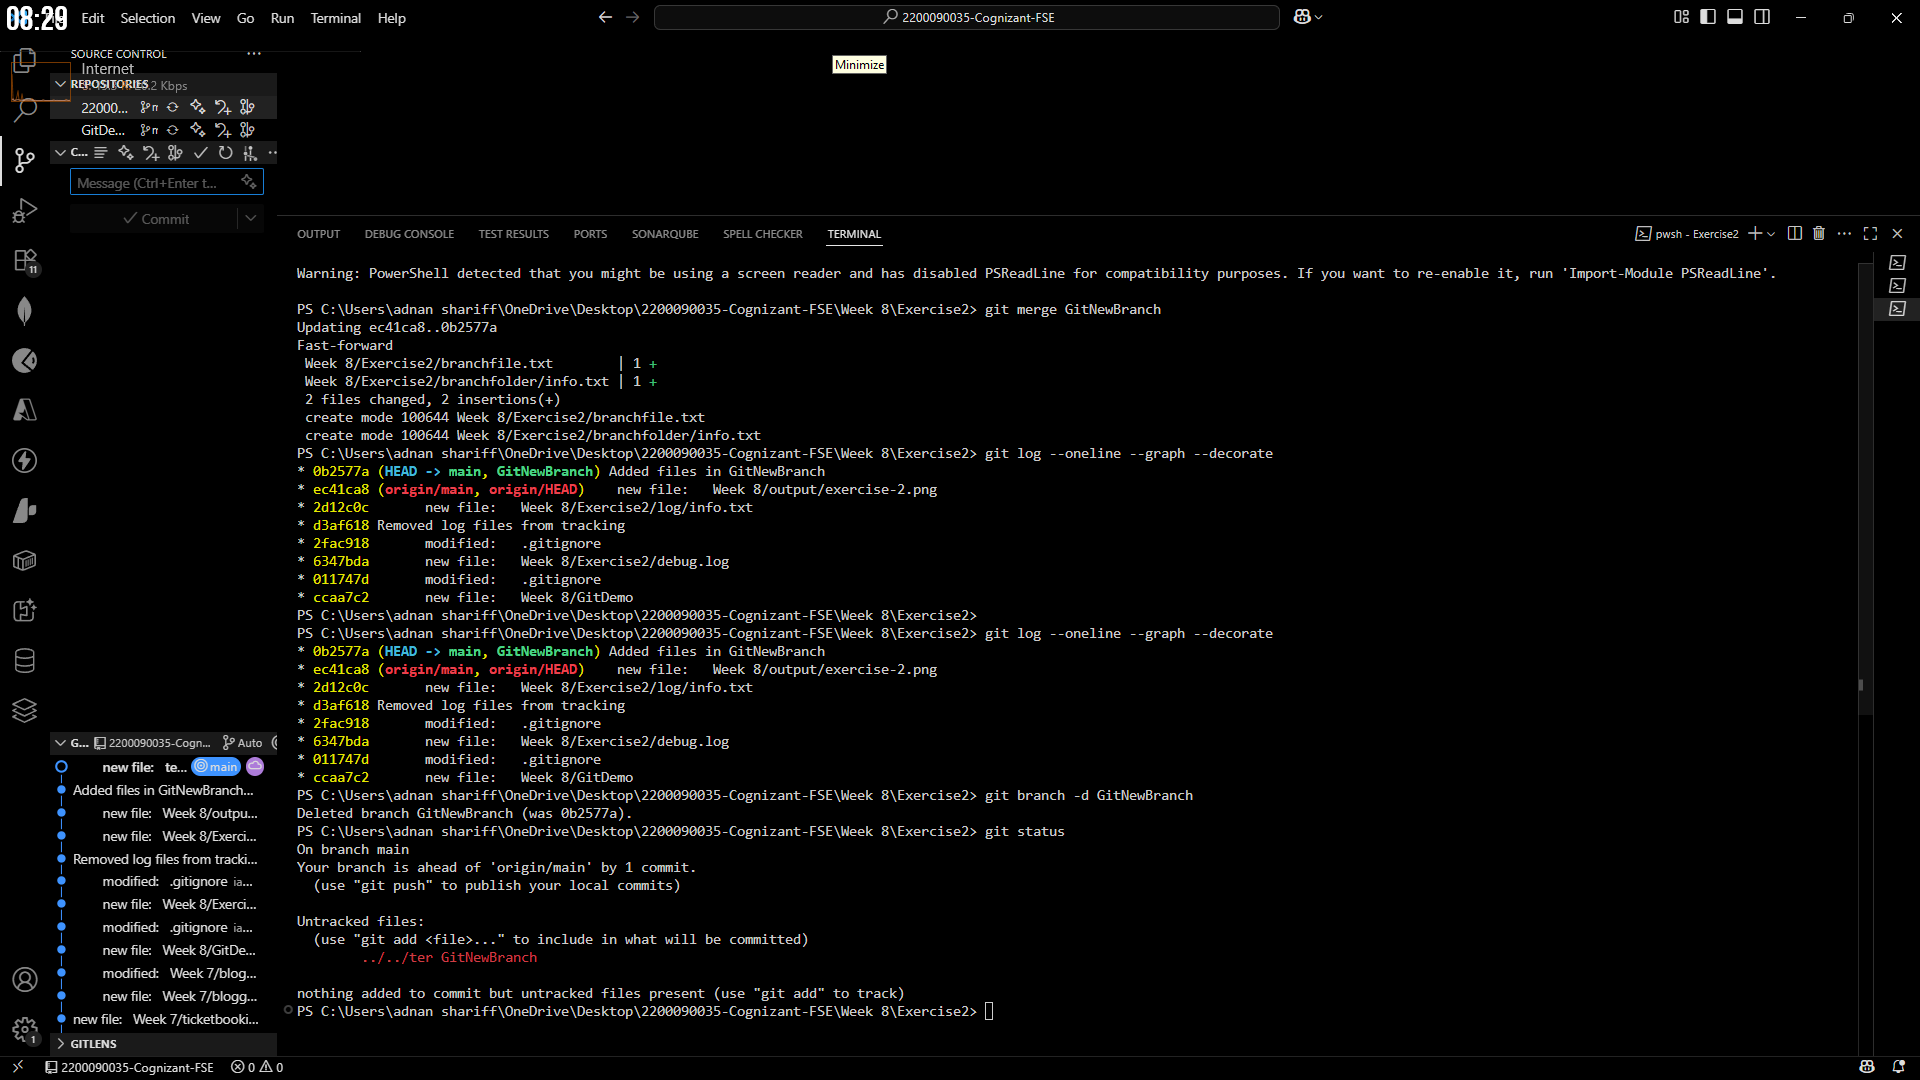 08:29
Edit Selection View Go Run Terminal Help
2200090035-Cognizant-FSE
Minimize
SOURCE CONTROL
Internet
REPOSITORIES
22000...
GitDe...
C...
Message (Ctrl+Enter t...
Commit
11
OUTPUT DEBUG CONSOLE TEST RESULTS PORTS SONARQUBE SPELL CHECKER TERMINAL
pwsh - Exercise2
Warning: PowerShell detected that you might be using a screen reader and has disabled PSReadLine for compatibility purposes. If you want to re-enable it, run 'Import-Module PSReadLine'.
PS C:\Users\adnan shariff\OneDrive\Desktop\2200090035-Cognizant-FSE\Week 8\Exercise2> git merge GitNewBranch
Updating ec41ca8..0b2577a
Fast-forward
Week 8/Exercise2/branchfile.txt | 1 +
Week 8/Exercise2/branchfolder/info.txt | 1 +
2 files changed, 2 insertions(+)
create mode 100644 Week 8/Exercise2/branchfile.txt
create mode 100644 Week 8/Exercise2/branchfolder/info.txt
PS C:\Users\adnan shariff\OneDrive\Desktop\2200090035-Cognizant-FSE\Week 8\Exercise2> git log --oneline --graph --decorate
* 0b2577a (HEAD -> main, GitNewBranch) Added files in GitNewBranch
* ec41ca8 (origin/main, origin/HEAD) new file: Week 8/output/exercise-2.png
* 2d12c0c new file: Week 8/Exercise2/log/info.txt
* d3af618 Removed log files from tracking
* 2fac918 modified: .gitignore
* 6347bda new file: Week 8/Exercise2/debug.log
* 011747d modified: .gitignore
* ccaa7c2 new file: Week 8/GitDemo
PS C:\Users\adnan shariff\OneDrive\Desktop\2200090035-Cognizant-FSE\Week 8\Exercise2>
PS C:\Users\adnan shariff\OneDrive\Desktop\2200090035-Cognizant-FSE\Week 8\Exercise2> git log --oneline --graph --decorate
* 0b2577a (HEAD -> main, GitNewBranch) Added files in GitNewBranch
* ec41ca8 (origin/main, origin/HEAD) new file: Week 8/output/exercise-2.png
* 2d12c0c new file: Week 8/Exercise2/log/info.txt
* d3af618 Removed log files from tracking
* 2fac918 modified: .gitignore
* 6347bda new file: Week 8/Exercise2/debug.log
* 011747d modified: .gitignore
* ccaa7c2 new file: Week 8/GitDemo
PS C:\Users\adnan shariff\OneDrive\Desktop\2200090035-Cognizant-FSE\Week 8\Exercise2> git branch -d GitNewBranch
Deleted branch GitNewBranch (was 0b2577a).
PS C:\Users\adnan shariff\OneDrive\Desktop\2200090035-Cognizant-FSE\Week 8\Exercise2> git status
On branch main
Your branch is ahead of 'origin/main' by 1 commit.
(use "git push" to publish your local commits)
Untracked files:
(use "git add <file>..." to include in what will be committed)
../../ter GitNewBranch
nothing added to commit but untracked files present (use "git add" to track)
PS C:\Users\adnan shariff\OneDrive\Desktop\2200090035-Cognizant-FSE\Week 8\Exercise2>
G... 2200090035-Cogn... Auto
new file: te... main
Added files in GitNewBranch...
new file: Week 8/outpu...
new file: Week 8/Exerci...
Removed log files from tracki...
modified: .gitignore ia...
new file: Week 8/Exerci...
modified: .gitignore ia...
new file: Week 8/GitDe...
modified: Week 7/blog...
new file: Week 7/blogg...
new file: Week 7/ticketbooki...
GITLENS
1
2200090035-Cognizant-FSE 0 0